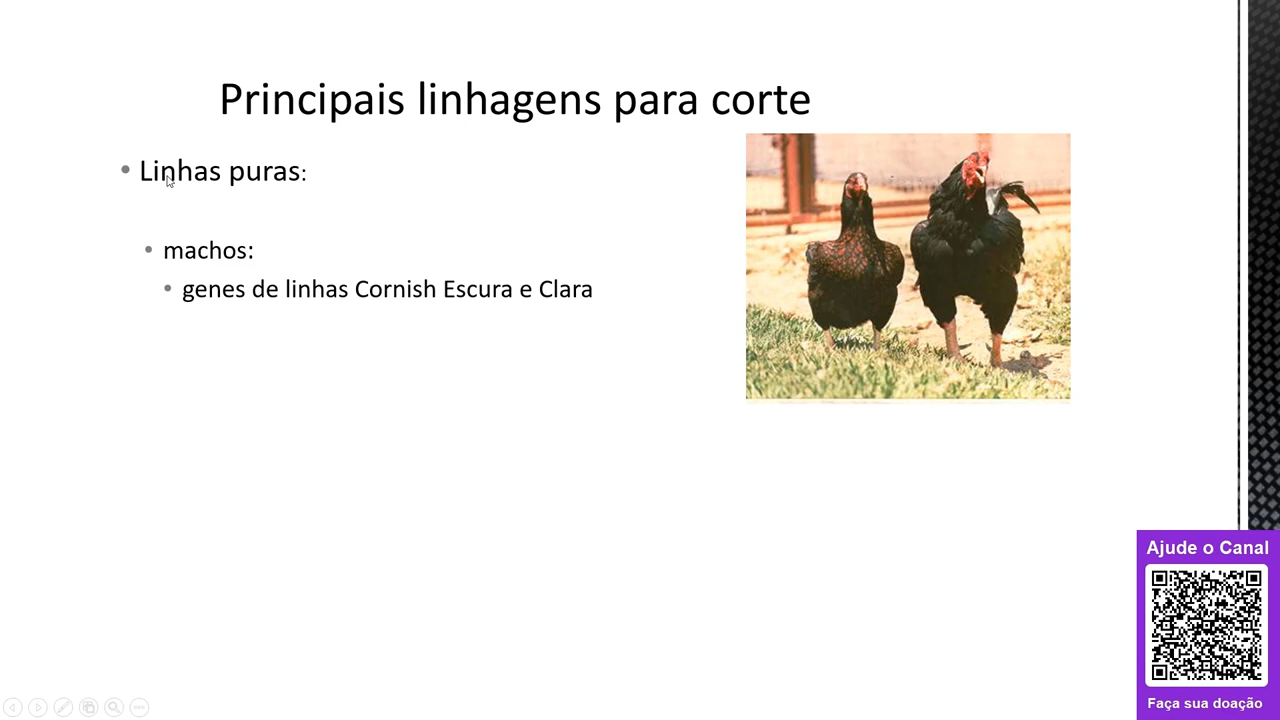 Principais linhagens para corte
• Linhas puras:
• machos:
• genes de linhas Cornish Escura e Clara
Ajude o Canal
Faça sua doação